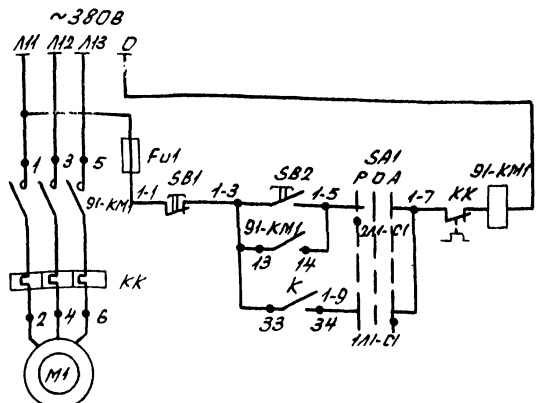 ~380В
Л11 Л12 Л13 0
1 3 5
Fu1
SB1
SB2
SA1
Р О А
91-КМ1
1-1
1-3
1-5
1-7
КК
91-КМ1
91-КМ1
2Л1-С1
13 14
К
1-9
33 34
1Л1-С1
КК
2 4 6
М1